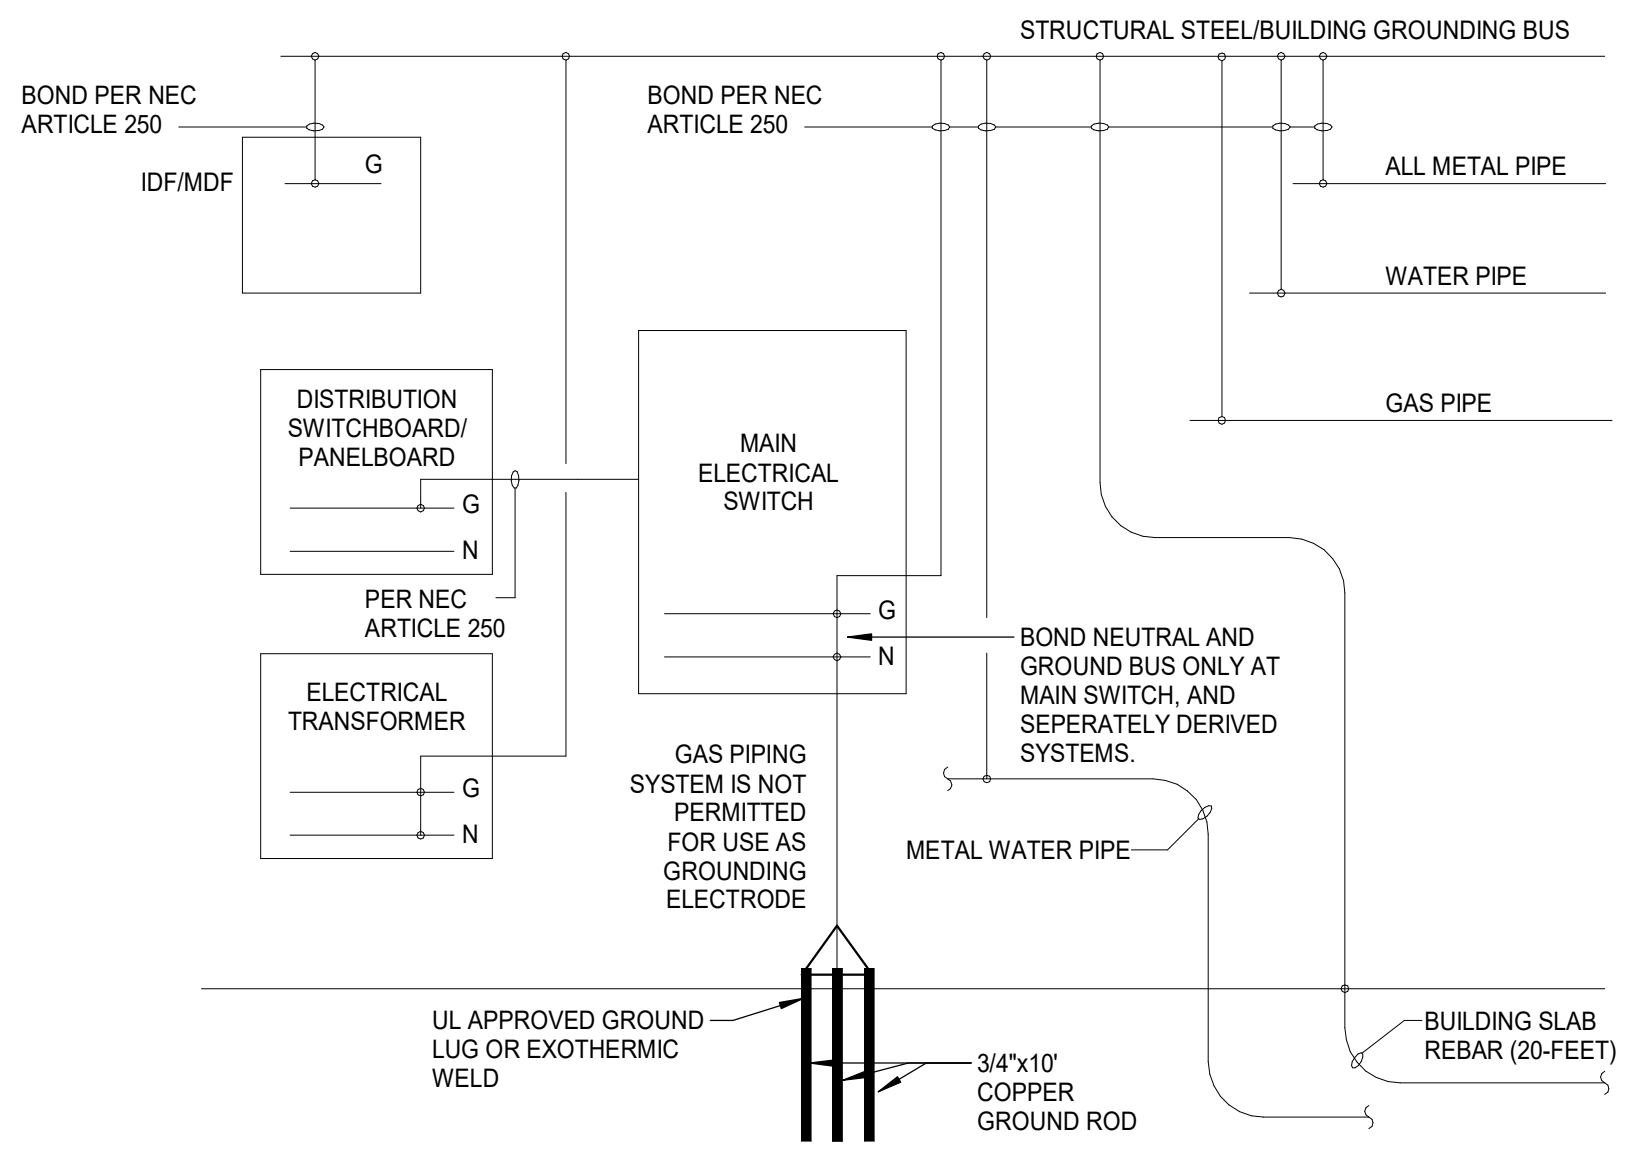 STRUCTURAL STEEL/BUILDING GROUNDING BUS
BOND PER NEC
ARTICLE 250
BOND PER NEC
ARTICLE 250
G
IDF/MDF
ALL METAL PIPE
WATER PIPE
GAS PIPE
DISTRIBUTION
SWITCHBOARD/
PANELBOARD
G
N
MAIN
ELECTRICAL
SWITCH
G
N
PER NEC
ARTICLE 250
BOND NEUTRAL AND
GROUND BUS ONLY AT
MAIN SWITCH, AND
SEPERATELY DERIVED
SYSTEMS.
ELECTRICAL
TRANSFORMER
G
N
GAS PIPING
SYSTEM IS NOT
PERMITTED
FOR USE AS
GROUNDING
ELECTRODE
METAL WATER PIPE
UL APPROVED GROUND
LUG OR EXOTHERMIC
WELD
3/4"x10'
COPPER
GROUND ROD
BUILDING SLAB
REBAR (20-FEET)